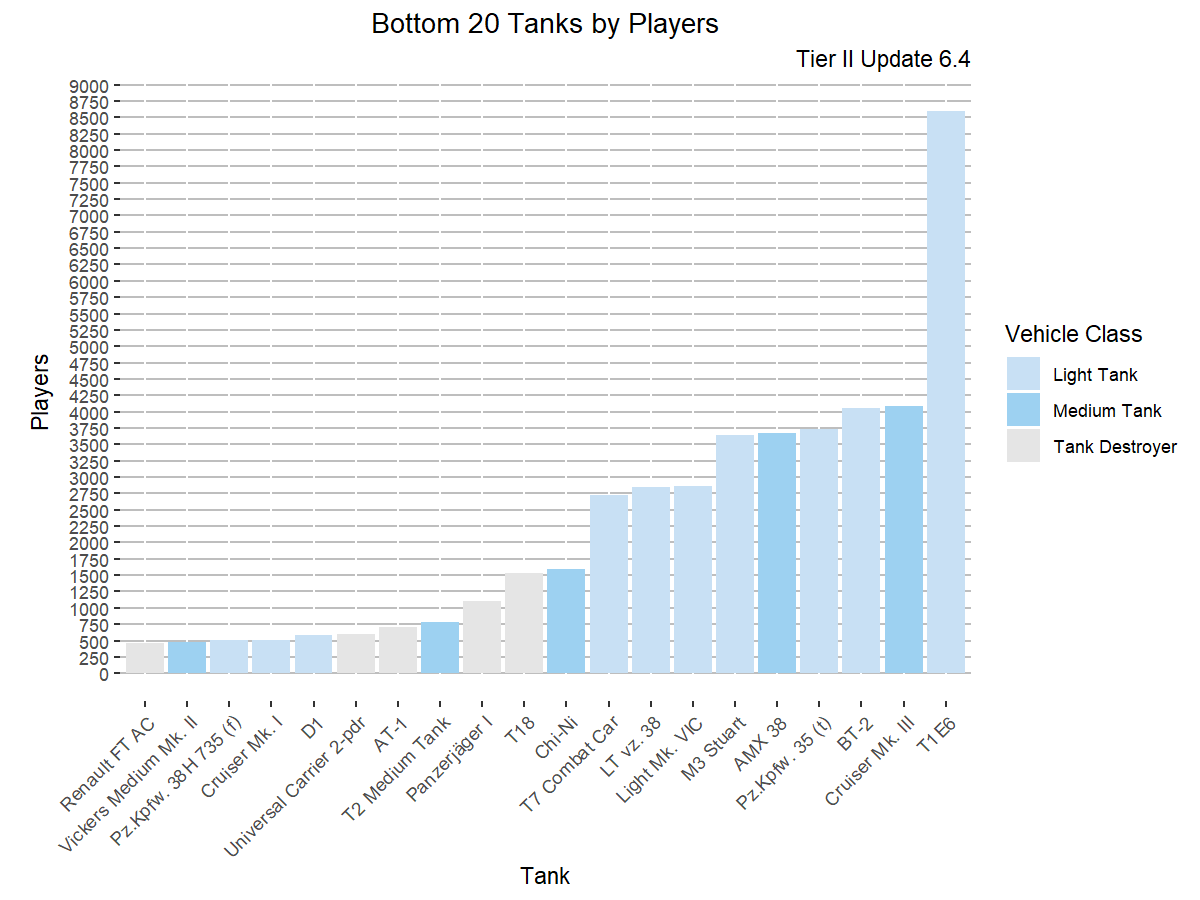 Bottom 20 Tanks by Players
Tier II Update 6.4
9000
8750
8500
8250
8000
7750
7500
7250
7000
6750
6500
6250
6000
5750
5500
5250
5000
4750
4500
4250
4000
3750
3500
3250
3000
2750
2500
2250
2000
1750
1500
1250
1000
750
500
250
0
Players
Renault FT AC
Vickers Medium Mk. II
Pz.Kpfw. 38 H 735 (f)
Cruiser Mk. I
D1
Universal Carrier 2-pdr
AT-1
T2 Medium Tank
Panzerjäger I
T18
Chi-Ni
T7 Combat Car
LT vz. 38
Light Mk. VIC
M3 Stuart
AMX 38
Pz.Kpfw. 35 (t)
BT-2
Cruiser Mk. III
T1E6
Tank
Vehicle Class
Light Tank
Medium Tank
Tank Destroyer